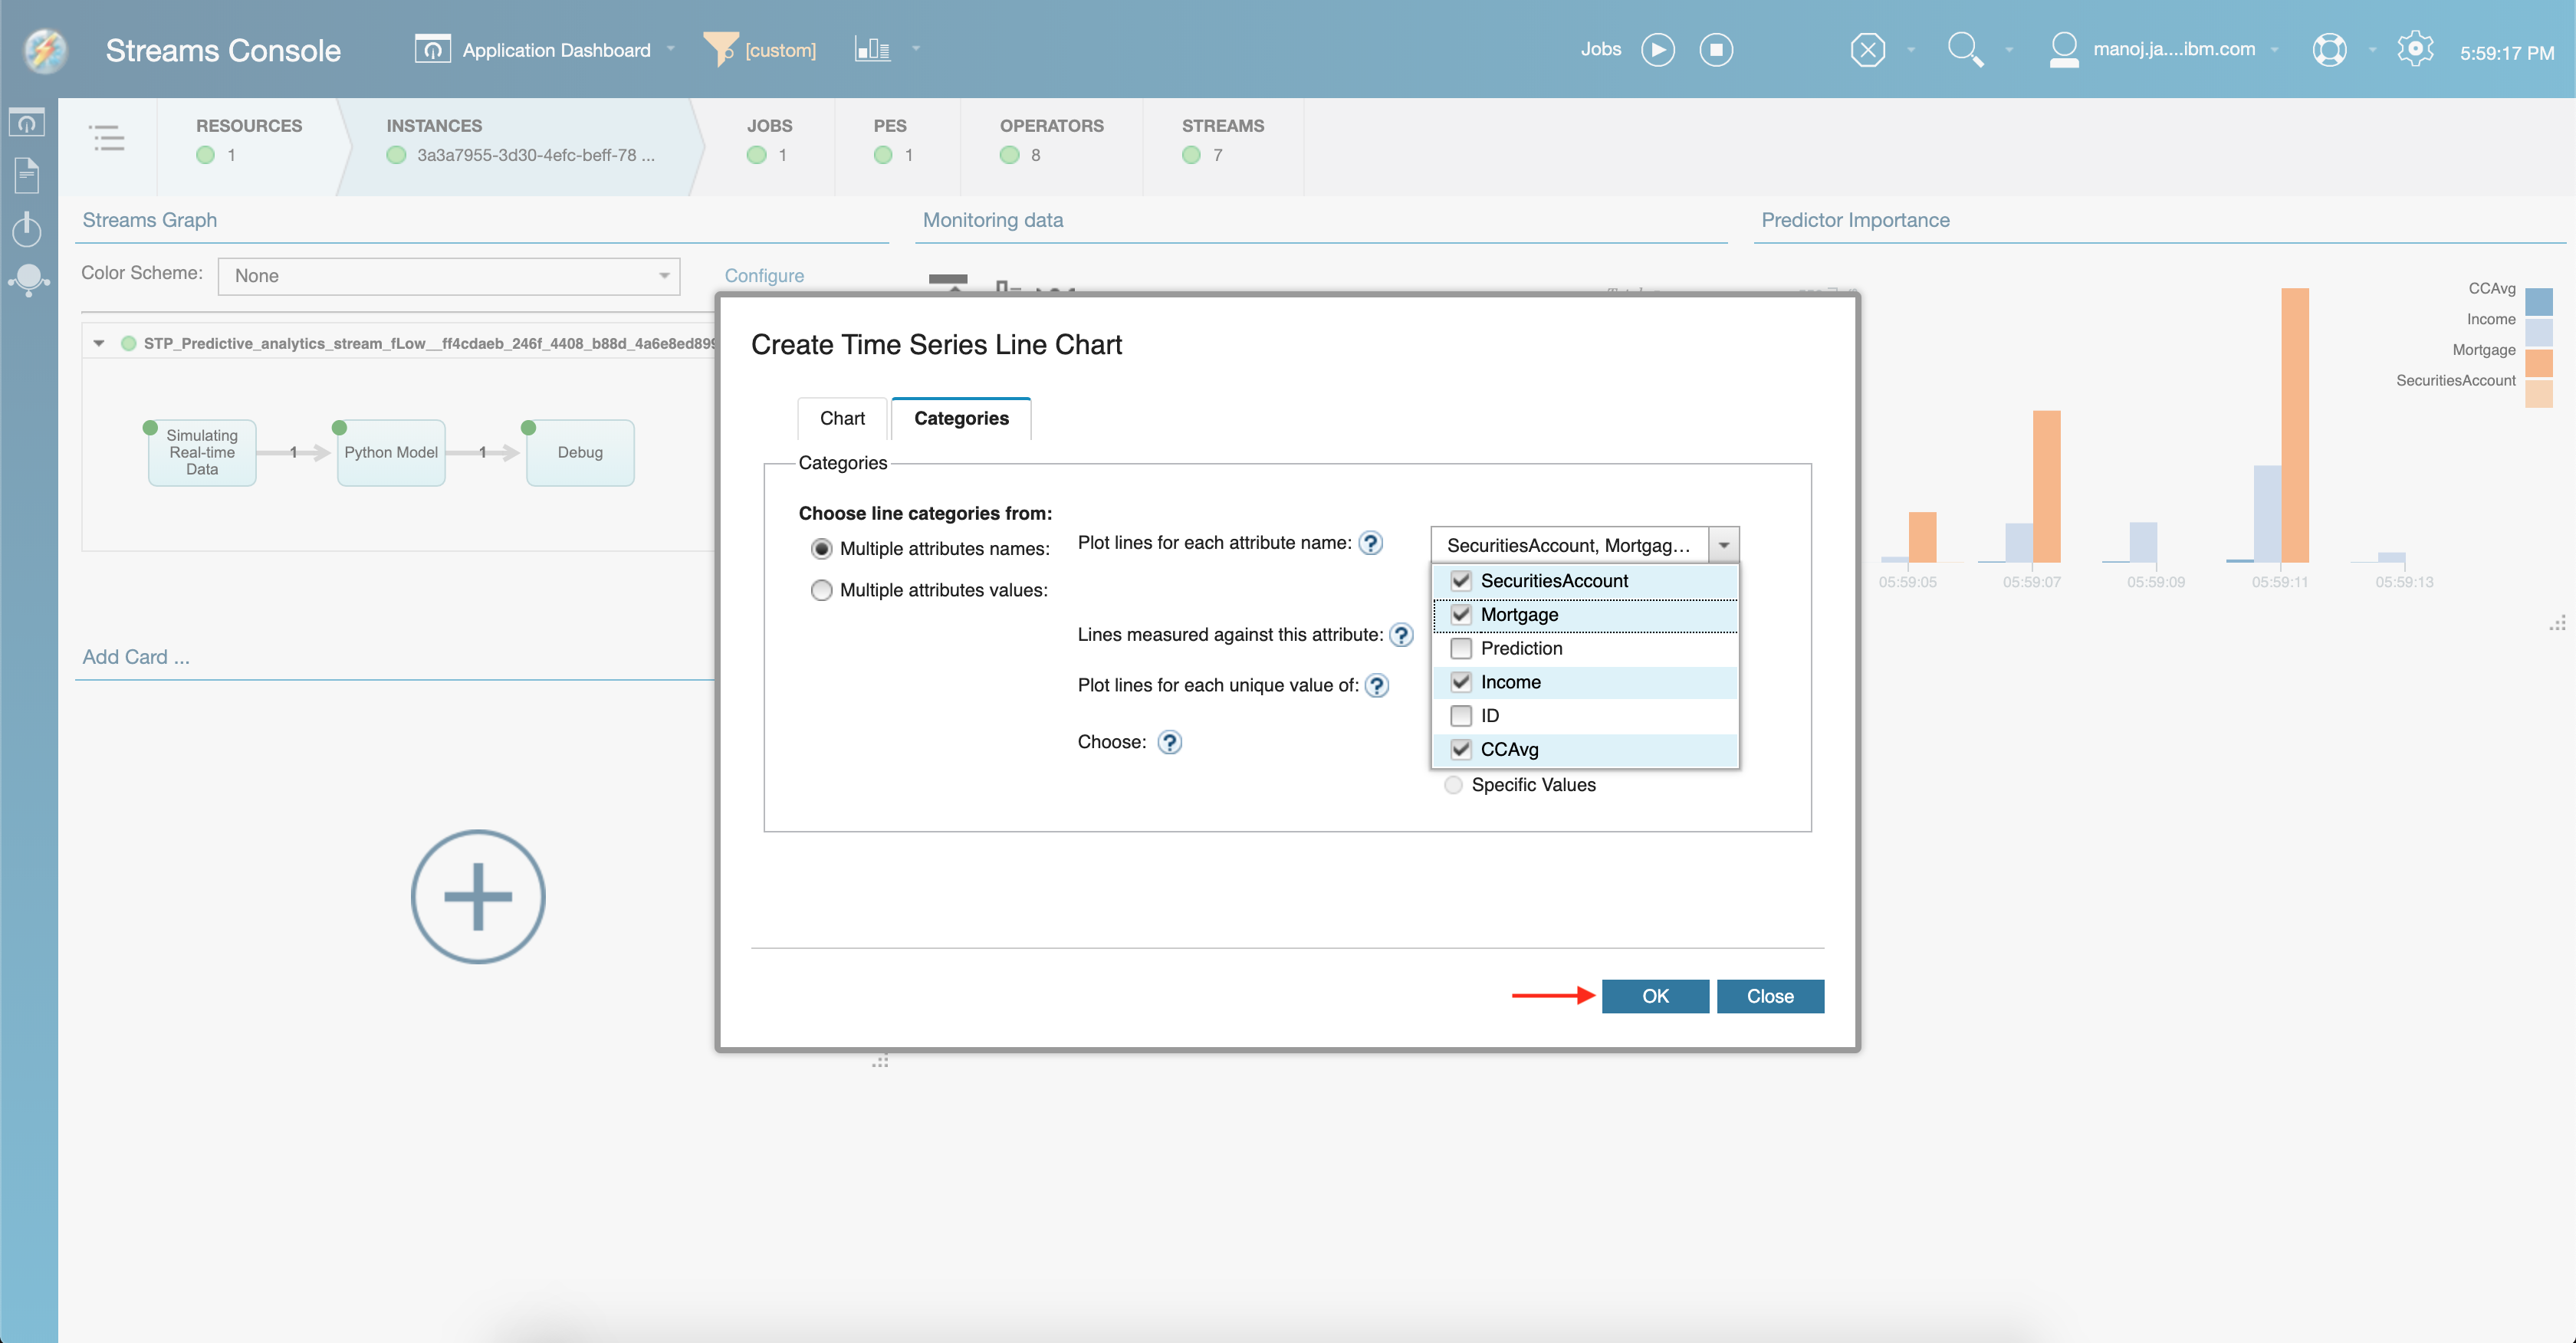 Streams Console
Application Dashboard
[custom]
Jobs
manoj.ja....ibm.com
5:59:17 PM
RESOURCES
1
INSTANCES
3a3a7955-3d30-4efc-beff-78 ...
JOBS
1
PES
1
OPERATORS
8
STREAMS
7
Streams Graph
Monitoring data
Predictor Importance
Color Scheme:
None
Configure
STP_Predictive_analytics_stream_fLow__ff4cdaeb_246f_4408_b88d_4a6e8ed899
Simulating
Real-time
Data
1
Python Model
1
Debug
Add Card ...
Create Time Series Line Chart
Chart
Categories
Categories
Choose line categories from:
Multiple attributes names:
Multiple attributes values:
Plot lines for each attribute name: ?
SecuritiesAccount, Mortgag...
SecuritiesAccount
Mortgage
Prediction
Income
ID
CCAvg
Lines measured against this attribute: ?
Plot lines for each unique value of: ?
Choose: ?
Specific Values
OK
Close
CCAvg
Income
Mortgage
SecuritiesAccount
05:59:05
05:59:07
05:59:09
05:59:11
05:59:13